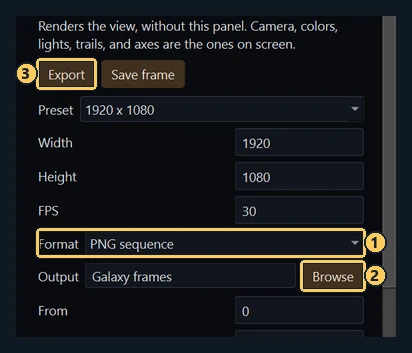 Renders the view, without this panel. Camera, colors,
lights, trails, and axes are the ones on screen.
3 Export Save frame
Preset 1920 x 1080
Width 1920
Height 1080
FPS 30
Format PNG sequence 1
Output Galaxy frames Browse 2
From 0